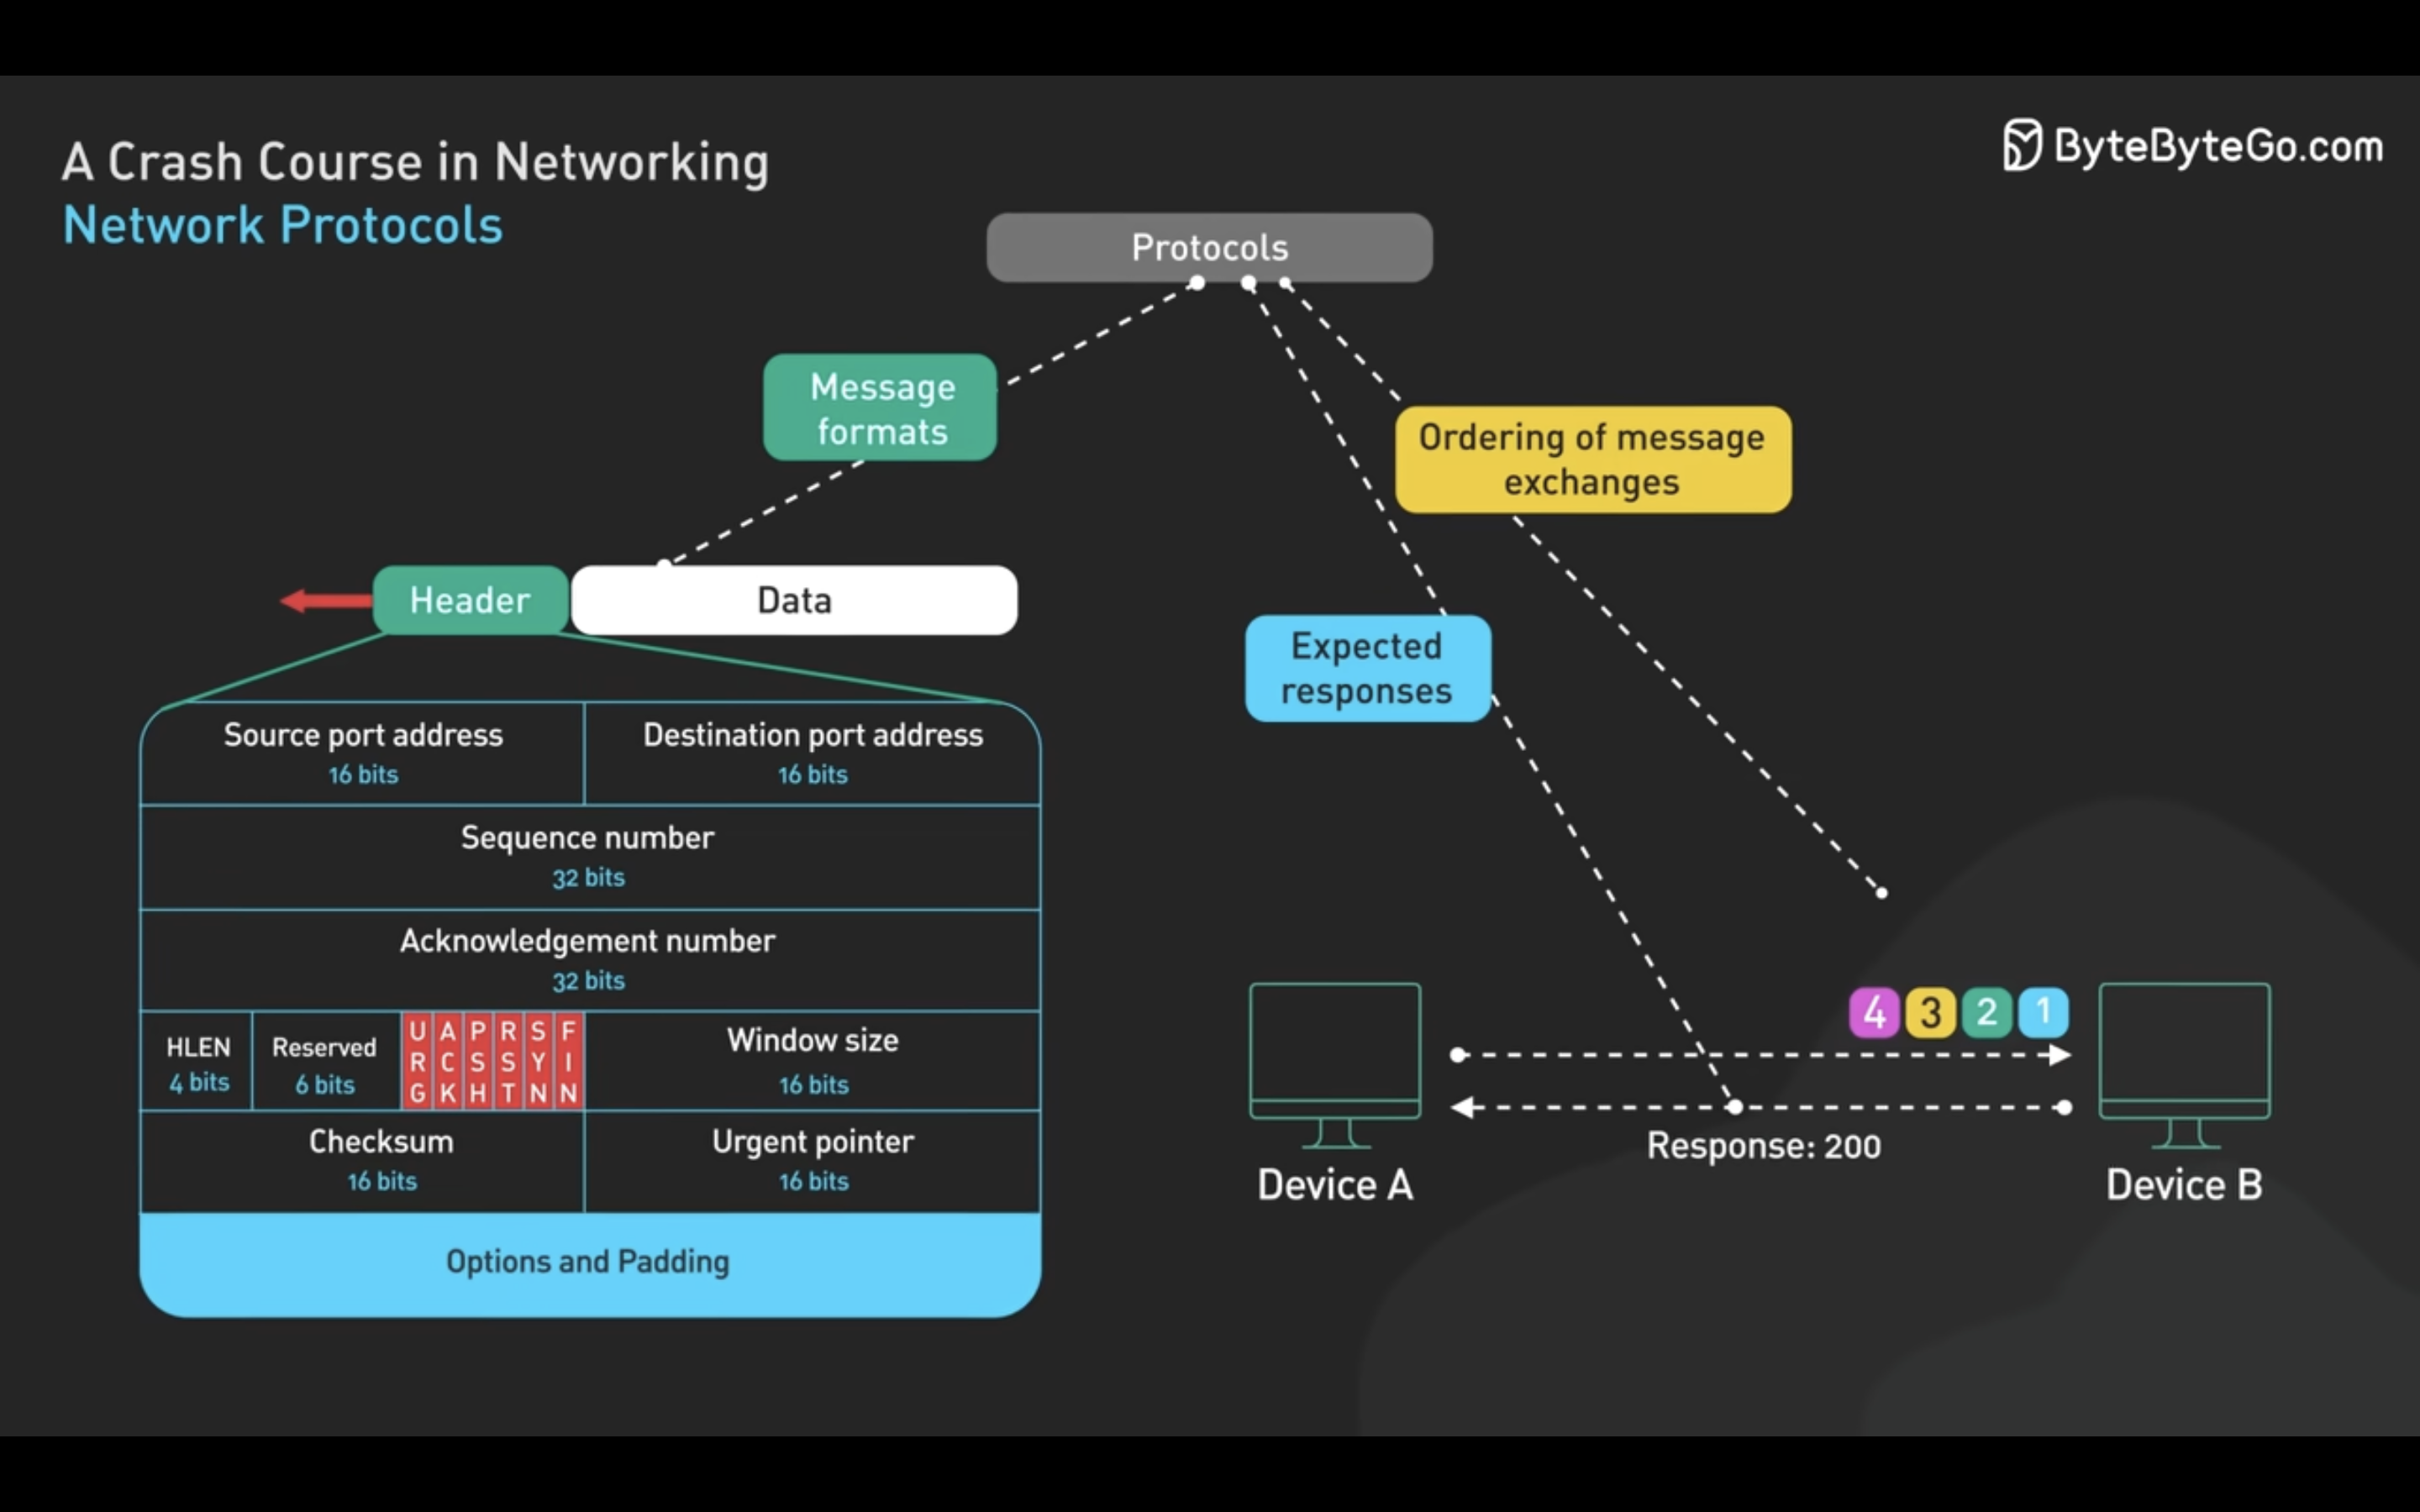 A Crash Course in Networking
Network Protocols
ByteByteGo.com
Protocols
Message
formats
Ordering of message
exchanges
Header
Data
Expected
responses
Source port address
16 bits
Destination port address
16 bits
Sequence number
32 bits
Acknowledgement number
32 bits
HLEN
4 bits
Reserved
6 bits
URG
ACK
PSH
RST
SYN
FIN
Window size
16 bits
Checksum
16 bits
Urgent pointer
16 bits
Options and Padding
4 3 2 1
Response: 200
Device A
Device B